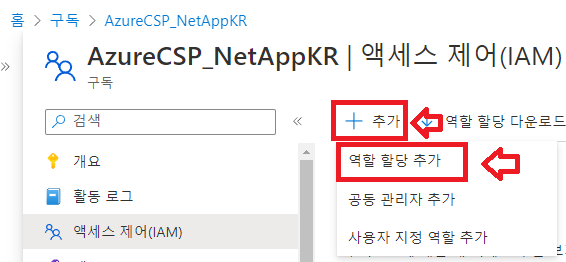 홈 > 구독 > AzureCSP_NetAppKR
AzureCSP_NetAppKR | 액세스 제어(IAM)
구독
검색
개요
활동 로그
액세스 제어(IAM)
추가
역할 할당 다운로드
역할 할당 추가
공동 관리자 추가
사용자 지정 역할 추가